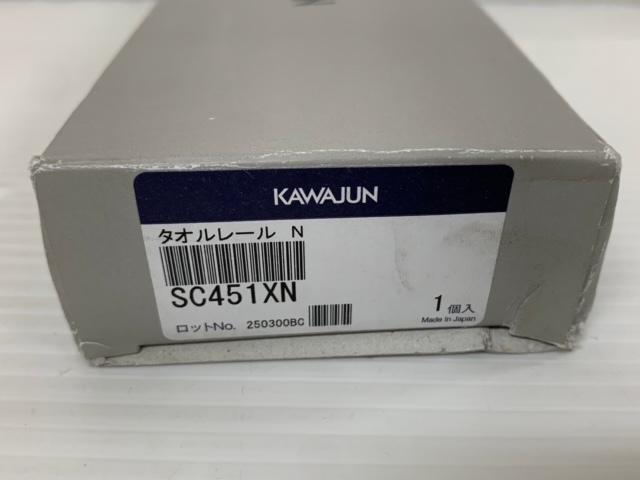 KAWAJUN
タオルレール N
SC451XN
1 個入
ロットNo. 250300BC
Made in Japan